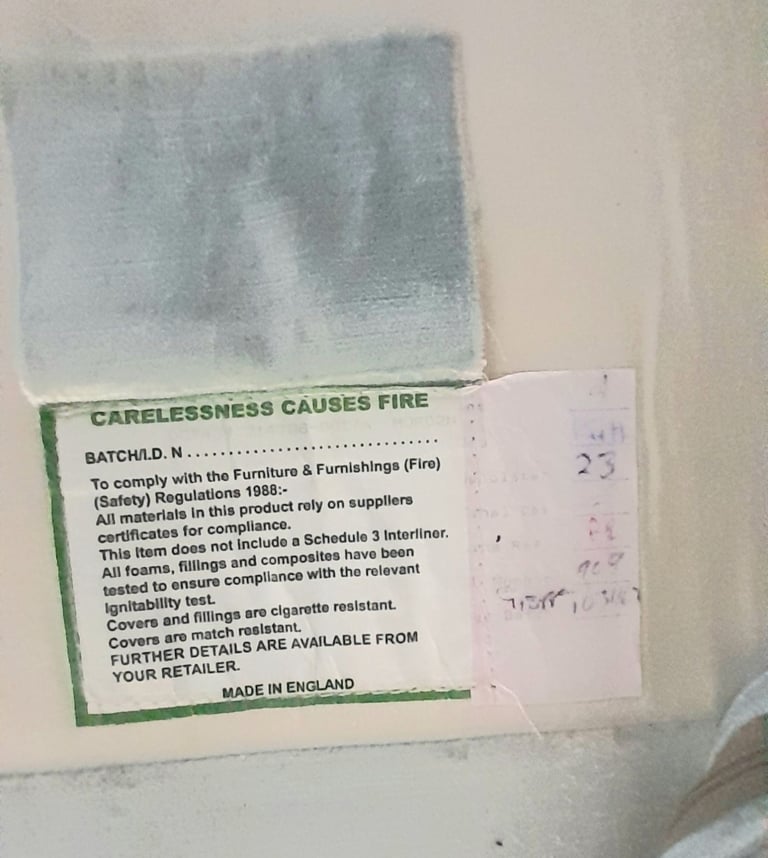 CARELESSNESS CAUSES FIRE
BATCH/I.D. N ................................
To comply with the Furniture & Furnishings (Fire)
(Safety) Regulations 1988:-
All materials in this product rely on suppliers
certificates for compliance.
This item does not include a Schedule 3 Interliner.
All foams, fillings and composites have been
tested to ensure compliance with the relevant
ignitability test.
Covers and fillings are cigarette resistant.
Covers are match resistant.
FURTHER DETAILS ARE AVAILABLE FROM
YOUR RETAILER.
MADE IN ENGLAND
23